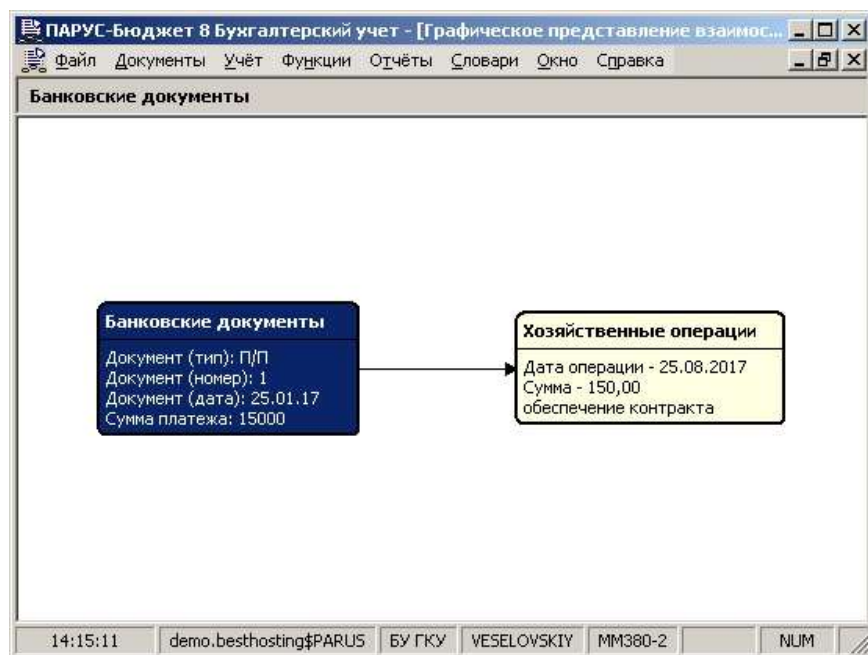 ПАРУС-Бюджет 8 Бухгалтерский учет - [Графическое представление взаимос...
Файл Документы Учёт Функции Отчёты Словари Окно Справка
Банковские документы
Банковские документы
Документ (тип): П/П
Документ (номер): 1
Документ (дата): 25.01.17
Сумма платежа: 15000
Хозяйственные операции
Дата операции - 25.08.2017
Сумма - 150,00
обеспечение контракта
14:15:11 demo.besthosting$PARUS БУ ГКУ VESELOVSKIY MM380-2 NUM